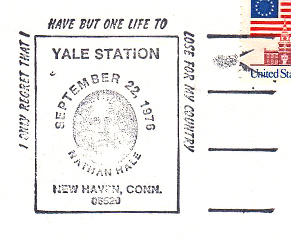 I ONLY REGRET THAT I
HAVE BUT ONE LIFE TO
LOSE FOR MY COUNTRY
YALE STATION
SEPTEMBER 22, 1976
NATHAN HALE
NEW HAVEN, CONN.
06520
United Sta